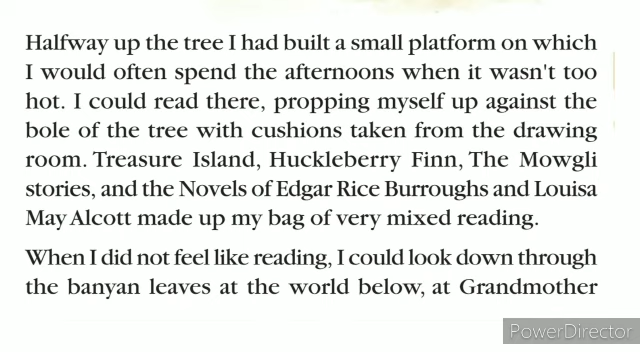 Halfway up the tree I had built a small platform on which
I would often spend the afternoons when it wasn't too
hot. I could read there, propping myself up against the
bole of the tree with cushions taken from the drawing
room. Treasure Island, Huckleberry Finn, The Mowgli
stories, and the Novels of Edgar Rice Burroughs and Louisa
May Alcott made up my bag of very mixed reading.
When I did not feel like reading, I could look down through
the banyan leaves at the world below, at Grandmother
PowerDirector